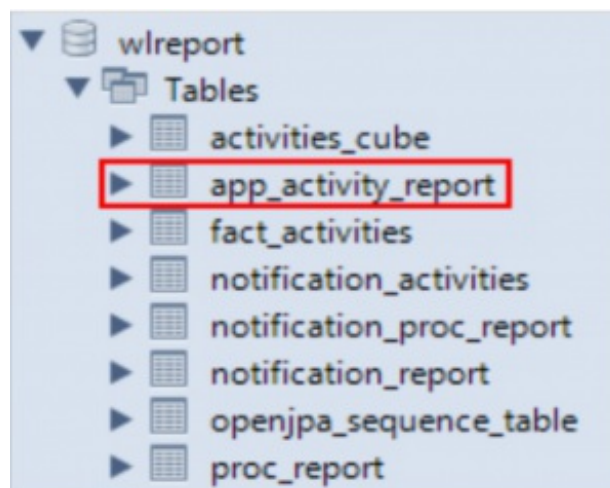 wlreport
Tables
activities_cube
app_activity_report
fact_activities
notification_activities
notification_proc_report
notification_report
openjpa_sequence_table
proc_report